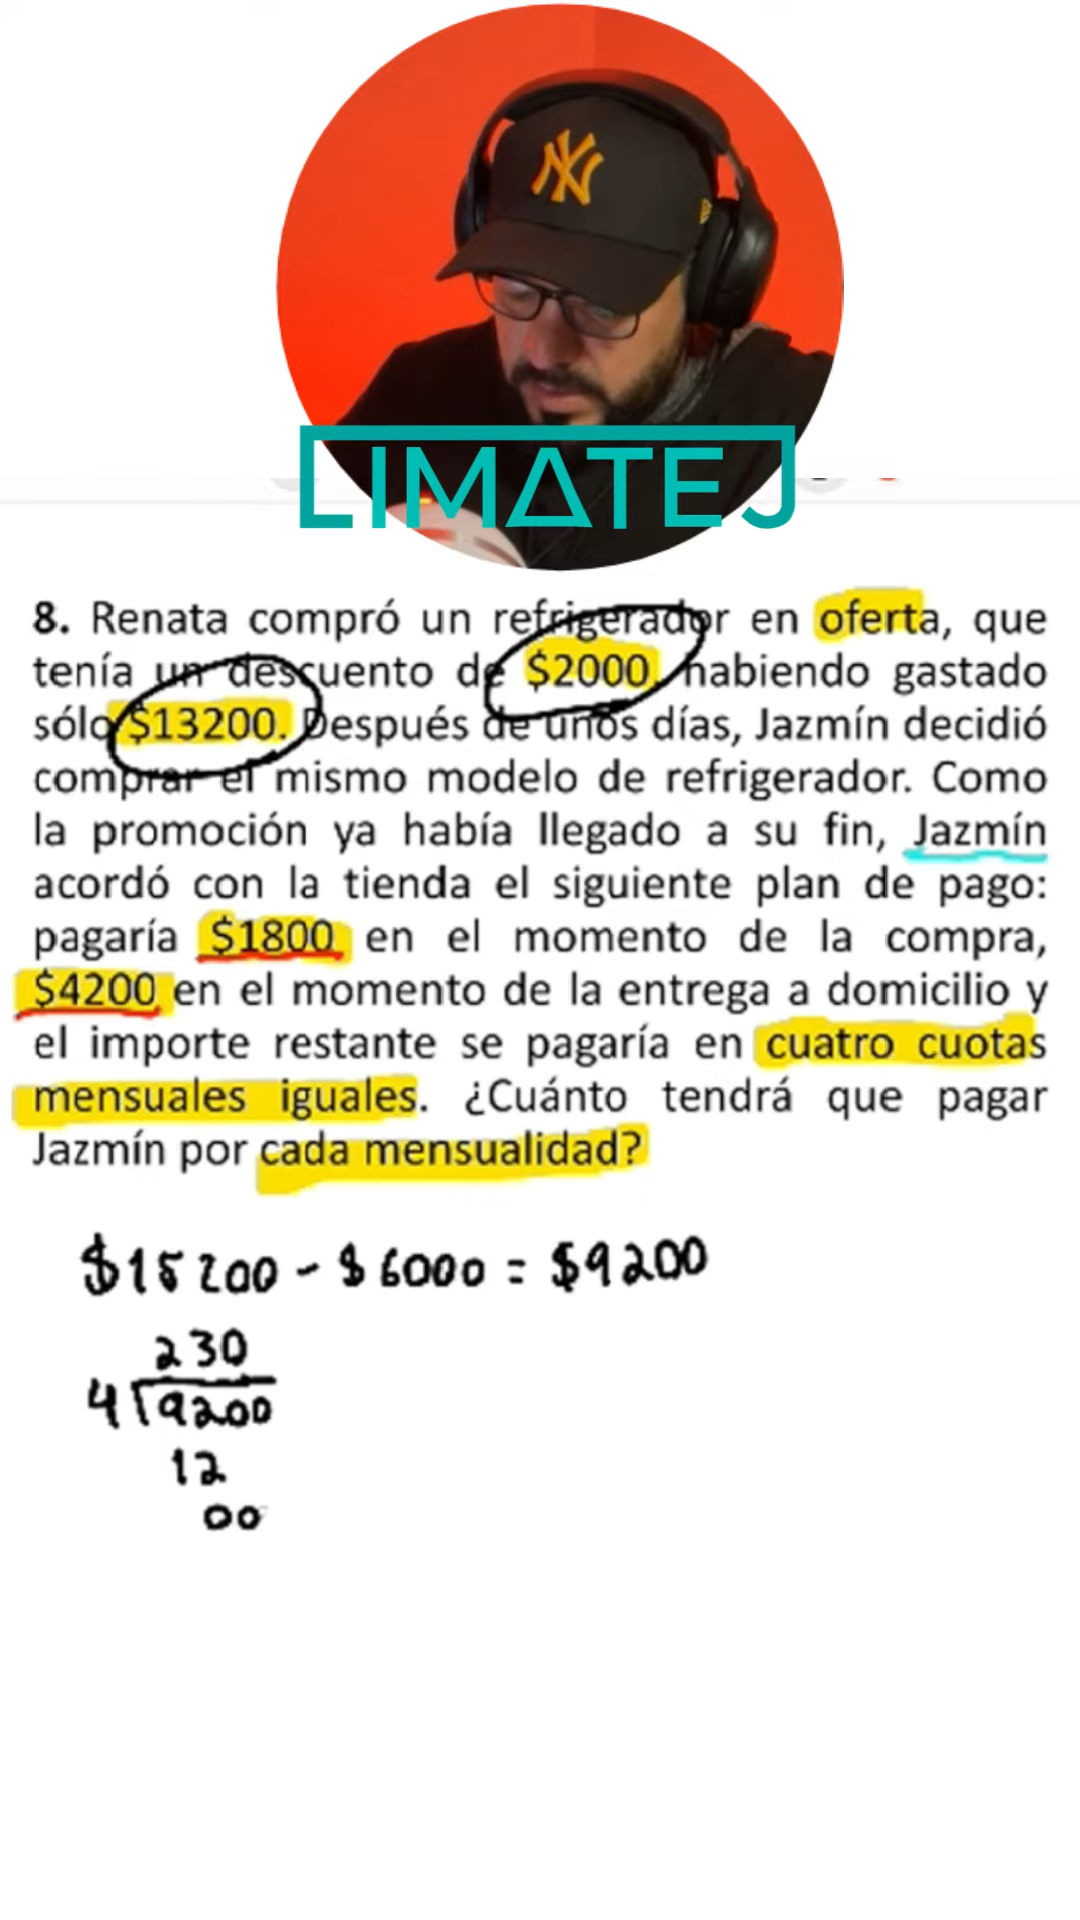 NY
LIMATEJ
8. Renata compró un refrigerador en oferta, que
tenía un descuento de $2000, habiendo gastado
sólo $13200. Después de unos días, Jazmín decidió
comprar el mismo modelo de refrigerador. Como
la promoción ya había llegado a su fin, Jazmín
acordó con la tienda el siguiente plan de pago:
pagaría $1800 en el momento de la compra,
$4200 en el momento de la entrega a domicilio y
el importe restante se pagaría en cuatro cuotas
mensuales iguales. ¿Cuánto tendrá que pagar
Jazmín por cada mensualidad?
$15200 - $6000 = $9200
230
4 9200
12
00